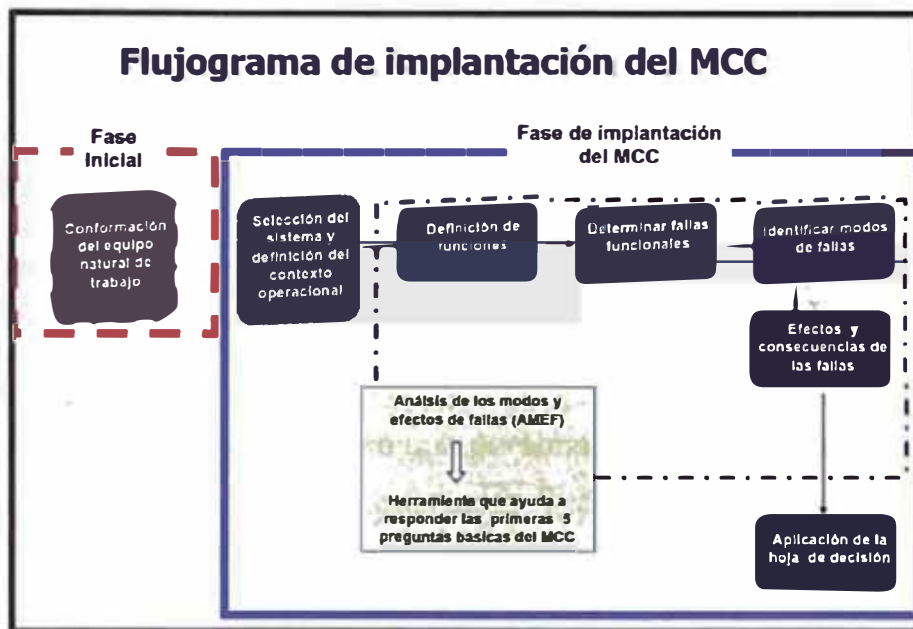 Flujograma de implantación del MCC
Fase
Inicial
Fase de implantación
del MCC
Conformación
del equipo
natural de
trabajo
Selección del
sistema y
definición del
contexto
operacional
Definición de
funciones
Determinar fallas
funcionales
Identificar modos
de fallas
Efectos y
consecuencias de
las fallas
Análisis de los modos y
efectos de fallas (AMEF)
Herramienta que ayuda a
responder las primeras 5
preguntas básicas del MCC
Aplicación de la
hoja de decisión